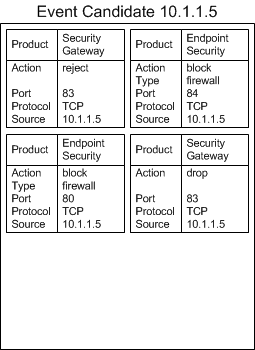 Event Candidate 10.1.1.5
Product Security Gateway
Action reject
Port 83
Protocol TCP
Source 10.1.1.5
Product Endpoint Security
Action block
Type firewall
Port 84
Protocol TCP
Source 10.1.1.5
Product Endpoint Security
Action block
Type firewall
Port 80
Protocol TCP
Source 10.1.1.5
Product Security Gateway
Action drop
Port 83
Protocol TCP
Source 10.1.1.5